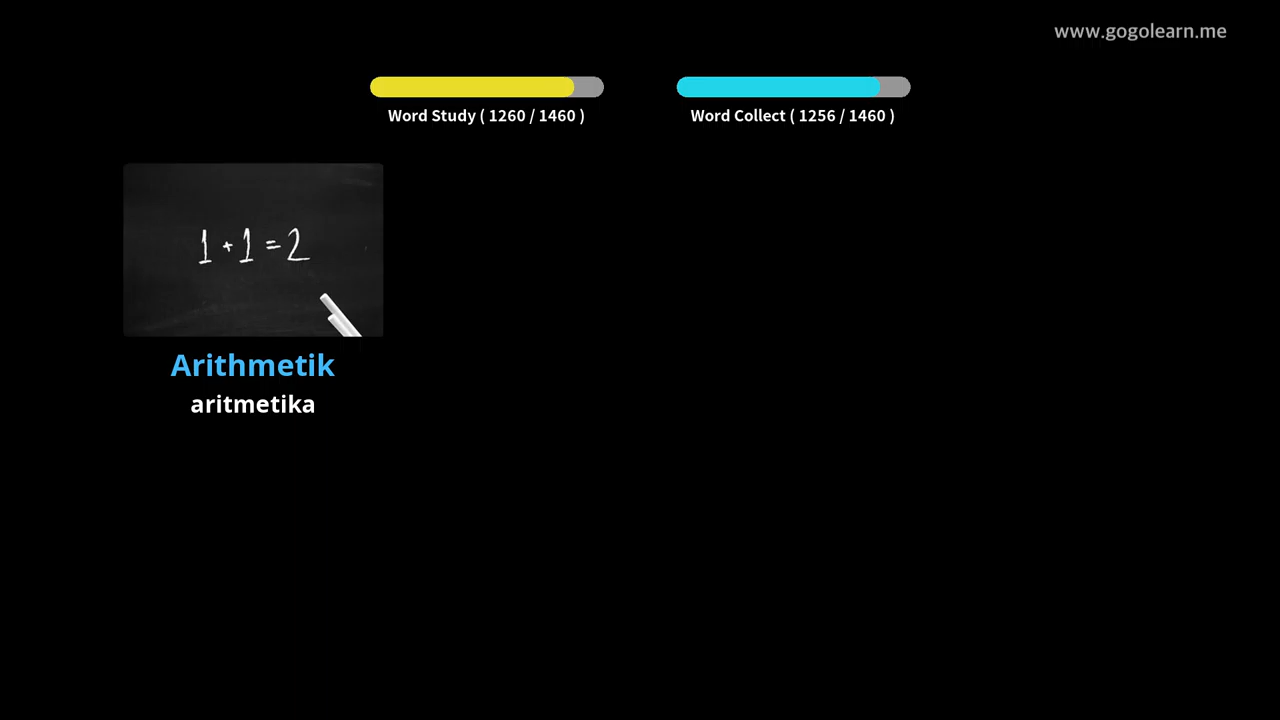 www.gogolearn.me
Word Study ( 1260 / 1460 )
Word Collect ( 1256 / 1460 )
1 + 1 = 2
Arithmetik
aritmetika